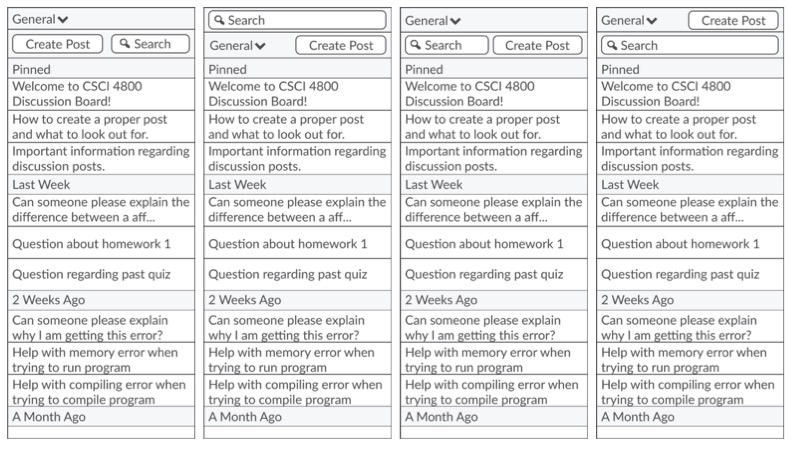 General
Create Post
Search
Pinned
Welcome to CSCI 4800
Discussion Board!
How to create a proper post
and what to look out for.
Important information regarding
discussion posts.
Last Week
Can someone please explain the
difference between a aff...
Question about homework 1
Question regarding past quiz
2 Weeks Ago
Can someone please explain
why I am getting this error?
Help with memory error when
trying to run program
Help with compiling error when
trying to compile program
A Month Ago
Search
General
Create Post
Pinned
Welcome to CSCI 4800
Discussion Board!
How to create a proper post
and what to look out for.
Important information regarding
discussion posts.
Last Week
Can someone please explain the
difference between a aff...
Question about homework 1
Question regarding past quiz
2 Weeks Ago
Can someone please explain
why I am getting this error?
Help with memory error when
trying to run program
Help with compiling error when
trying to compile program
A Month Ago
General
Search
Create Post
Pinned
Welcome to CSCI 4800
Discussion Board!
How to create a proper post
and what to look out for.
Important information regarding
discussion posts.
Last Week
Can someone please explain the
difference between a aff...
Question about homework 1
Question regarding past quiz
2 Weeks Ago
Can someone please explain
why I am getting this error?
Help with memory error when
trying to run program
Help with compiling error when
trying to compile program
A Month Ago
General
Create Post
Search
Pinned
Welcome to CSCI 4800
Discussion Board!
How to create a proper post
and what to look out for.
Important information regarding
discussion posts.
Last Week
Can someone please explain the
difference between a aff...
Question about homework 1
Question regarding past quiz
2 Weeks Ago
Can someone please explain
why I am getting this error?
Help with memory error when
trying to run program
Help with compiling error when
trying to compile program
A Month Ago